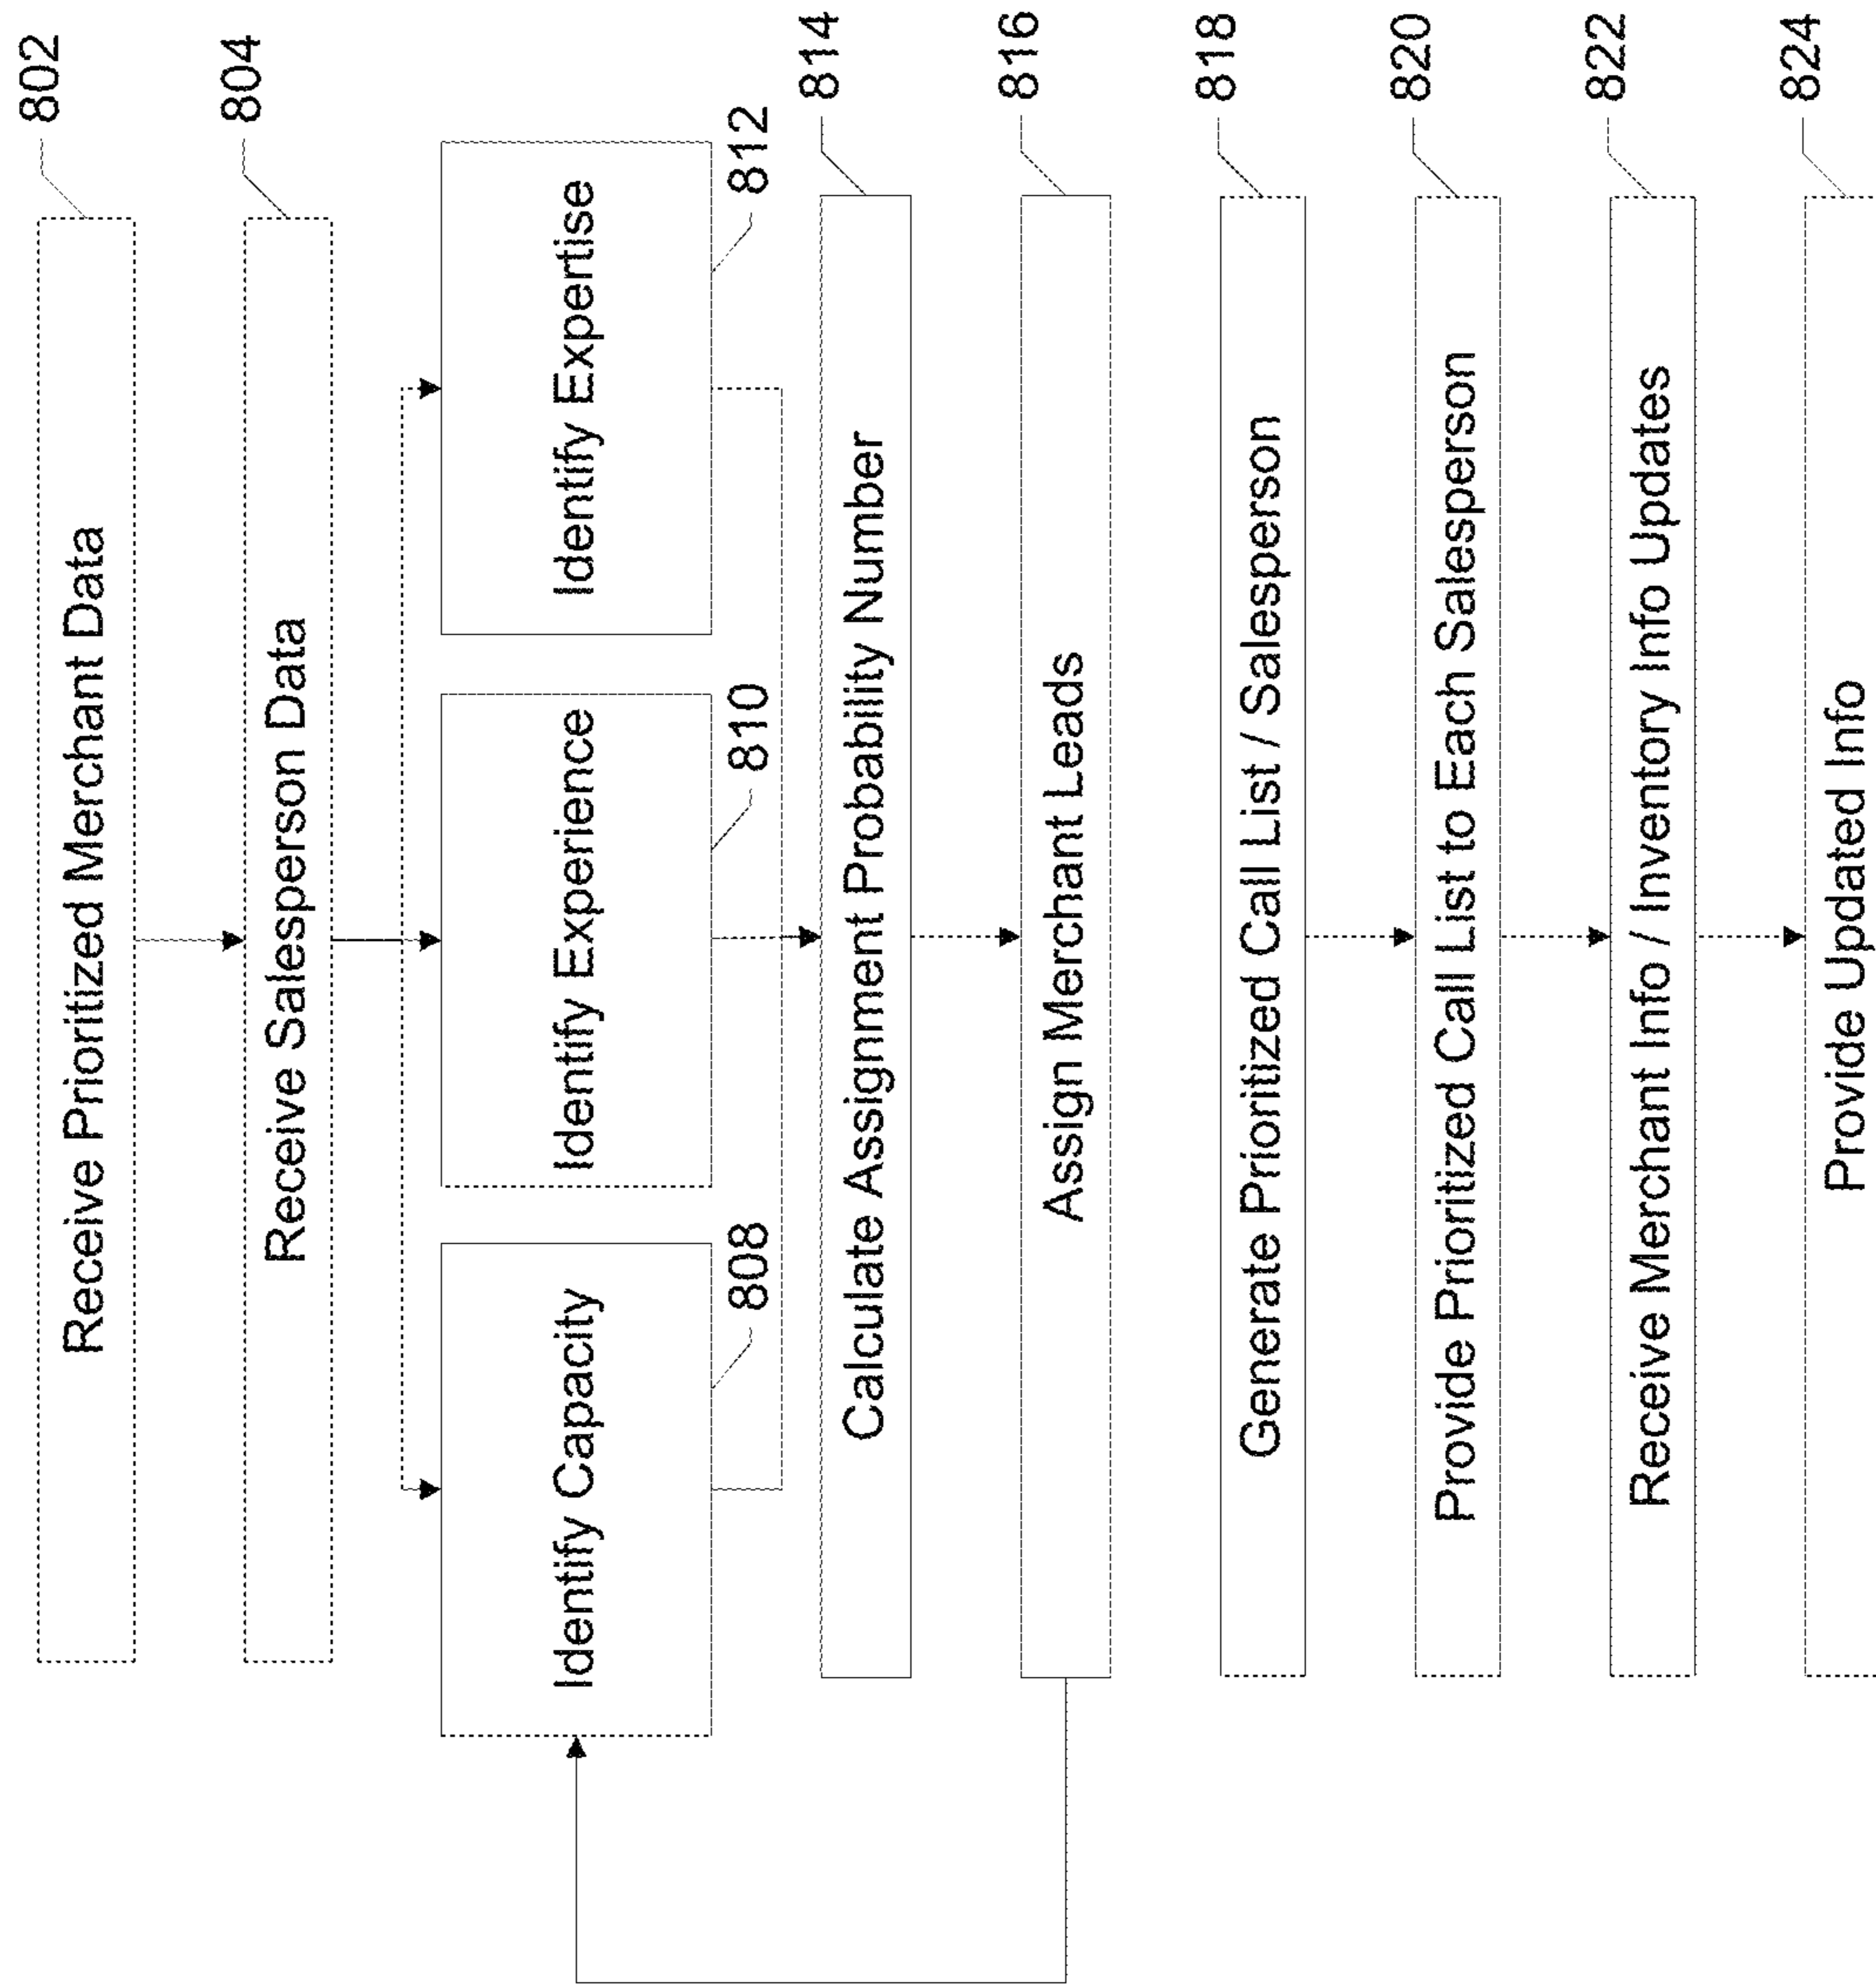 Receive Prioritized Merchant Data
802
Receive Salesperson Data
804
Identify Capacity
808
Identify Experience
810
Identify Expertise
812
Calculate Assignment Probability Number
814
Assign Merchant Leads
816
Generate Prioritized Call List / Salesperson
818
Provide Prioritized Call List to Each Salesperson
820
Receive Merchant Info / Inventory Info Updates
822
Provide Updated Info
824